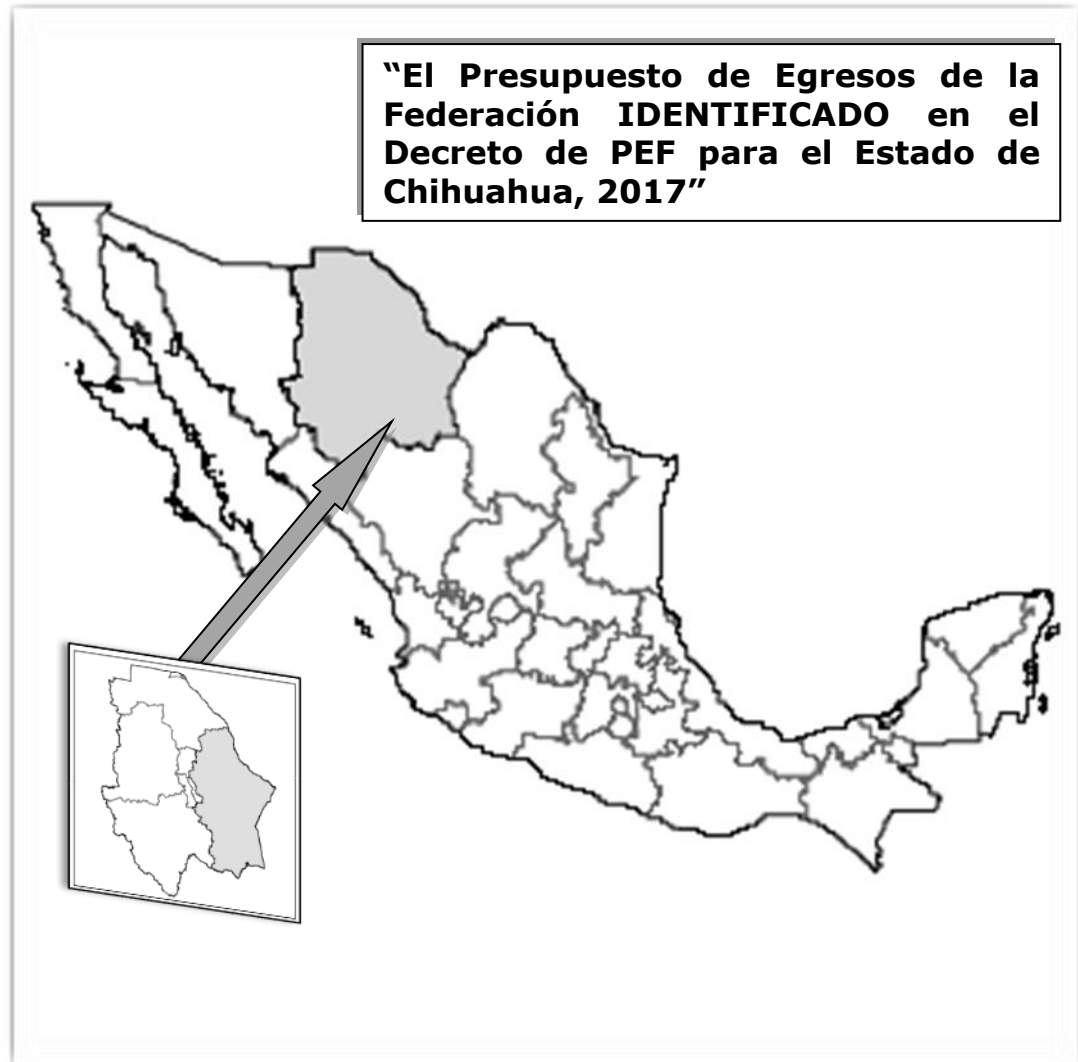 “El Presupuesto de Egresos de la
Federación IDENTIFICADO en el
Decreto de PEF para el Estado de
Chihuahua, 2017”